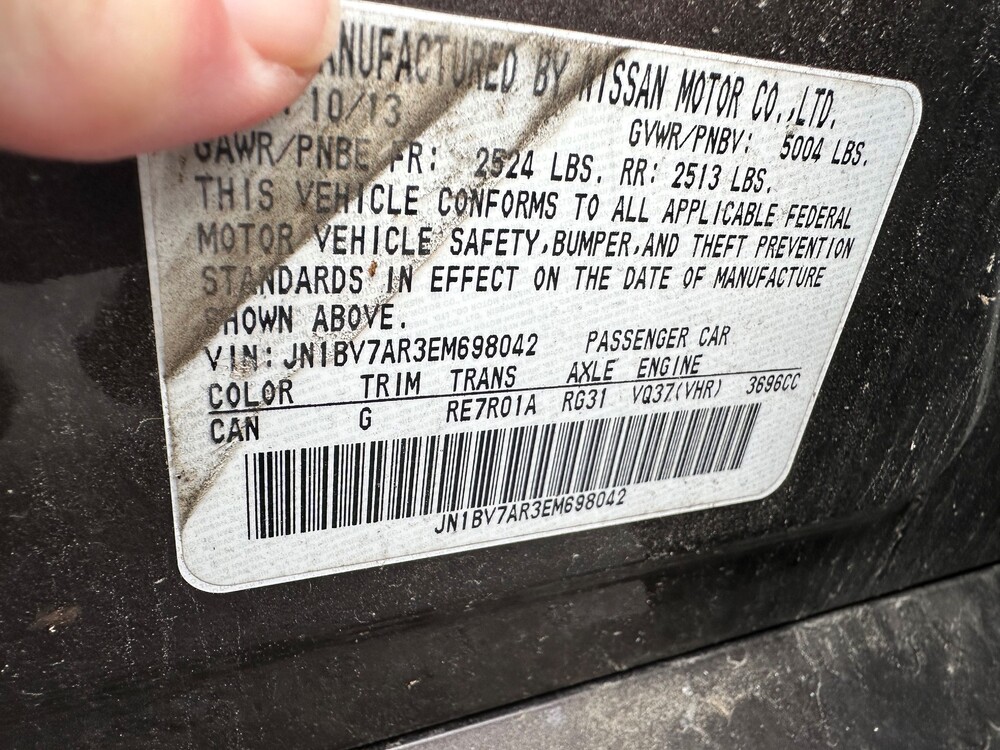 ANUFACTURED BY NISSAN MOTOR CO.,LTD.
10/13 GVWR/PNBV: 5004 LBS.
GAWR/PNBE FR: 2524 LBS. RR: 2513 LBS.
THIS VEHICLE CONFORMS TO ALL APPLICABLE FEDERAL
MOTOR VEHICLE SAFETY,BUMPER,AND THEFT PREVENTION
STANDARDS IN EFFECT ON THE DATE OF MANUFACTURE
SHOWN ABOVE.
VIN: JN1BV7AR3EM698042 PASSENGER CAR
COLOR TRIM TRANS AXLE ENGINE
CAN G RE7R01A RG31 VQ37(VHR) 3696CC
JN1BV7AR3EM698042